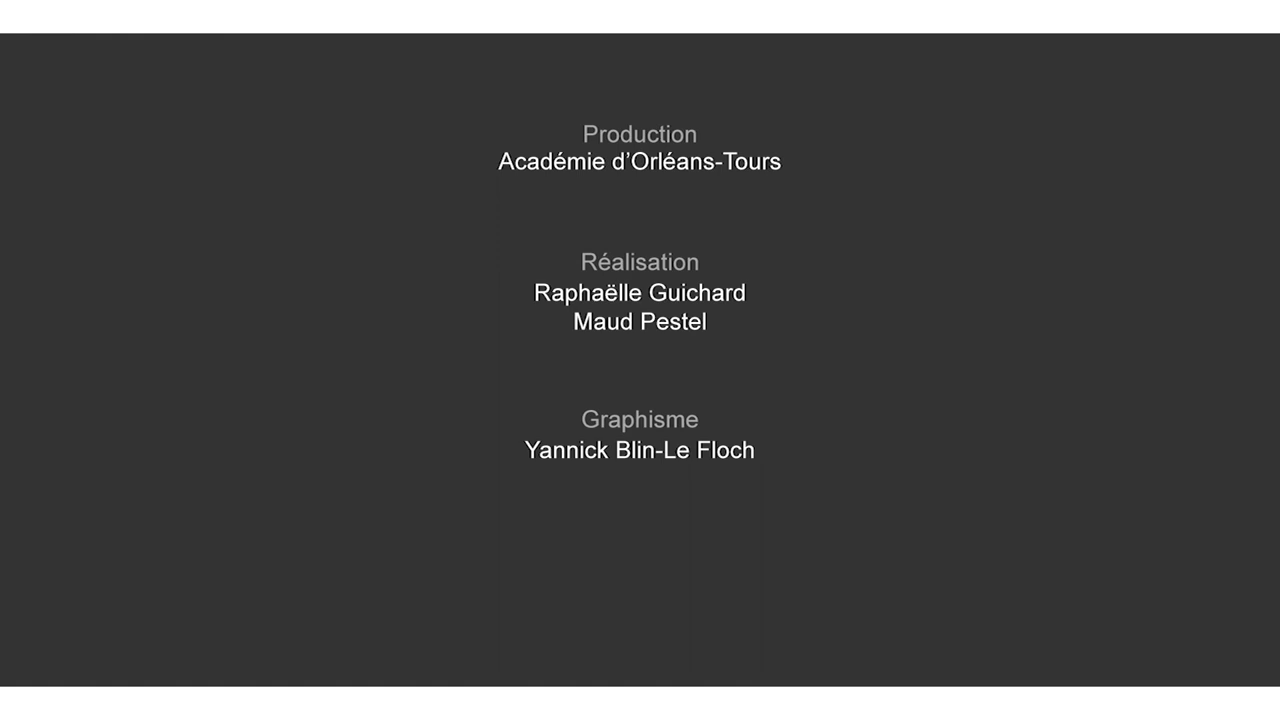 Production
Académie d’Orléans-Tours
Réalisation
Raphaëlle Guichard
Maud Pestel
Graphisme
Yannick Blin-Le Floch